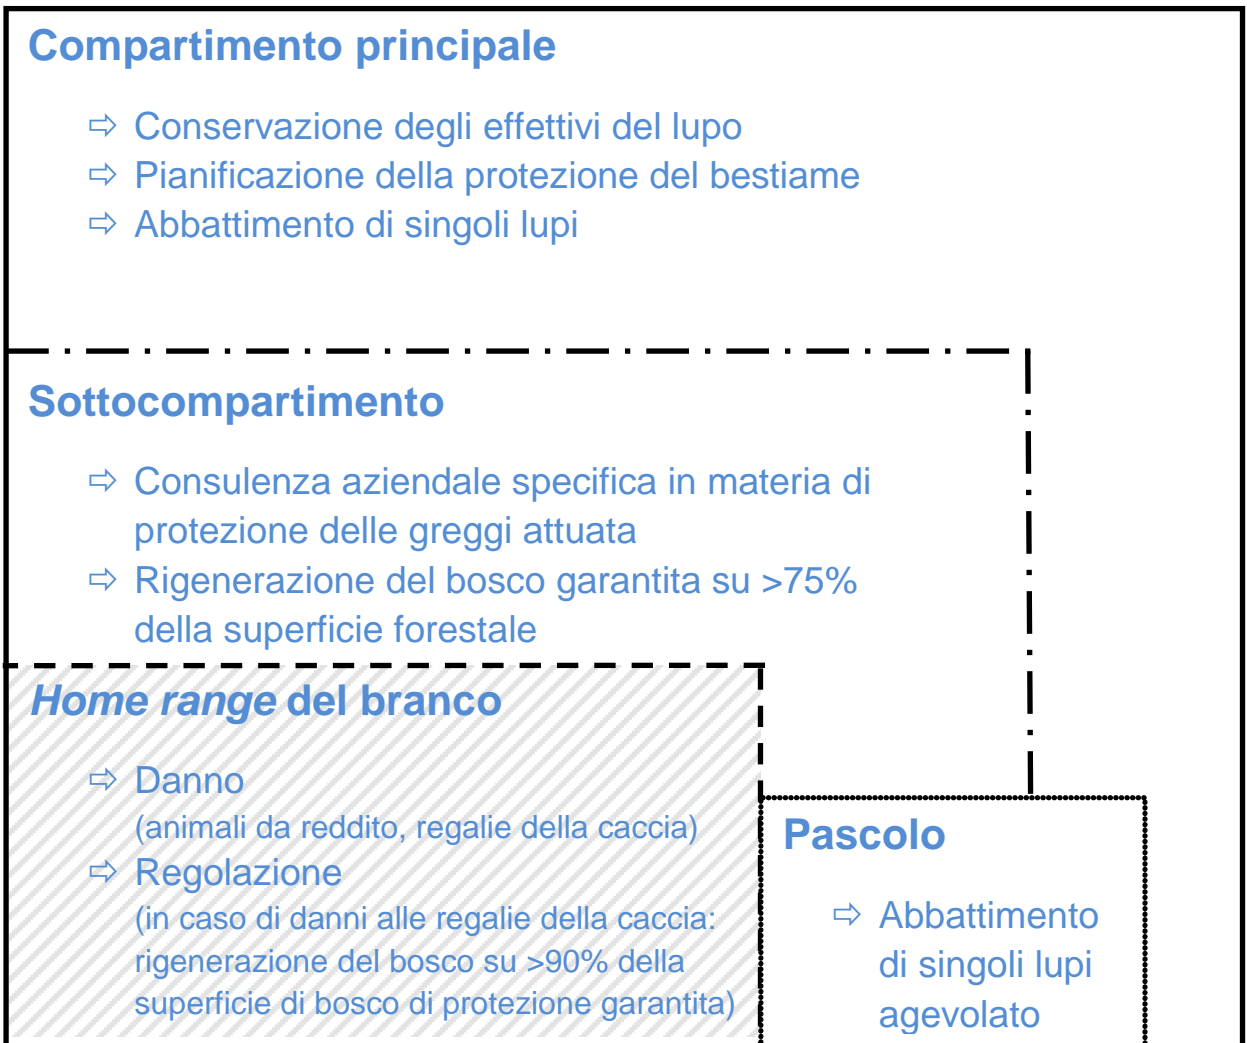 Compartimento principale
⇨ Conservazione degli effettivi del lupo
⇨ Pianificazione della protezione del bestiame
⇨ Abbattimento di singoli lupi
Sottocompartimento
⇨ Consulenza aziendale specifica in materia di
protezione delle greggi attuata
⇨ Rigenerazione del bosco garantita su >75%
della superficie forestale
Home range del branco
⇨ Danno
(animali da reddito, regalie della caccia)
⇨ Regolazione
(in caso di danni alle regalie della caccia:
rigenerazione del bosco su >90% della
superficie di bosco di protezione garantita)
Pascolo
⇨ Abbattimento
di singoli lupi
agevolato